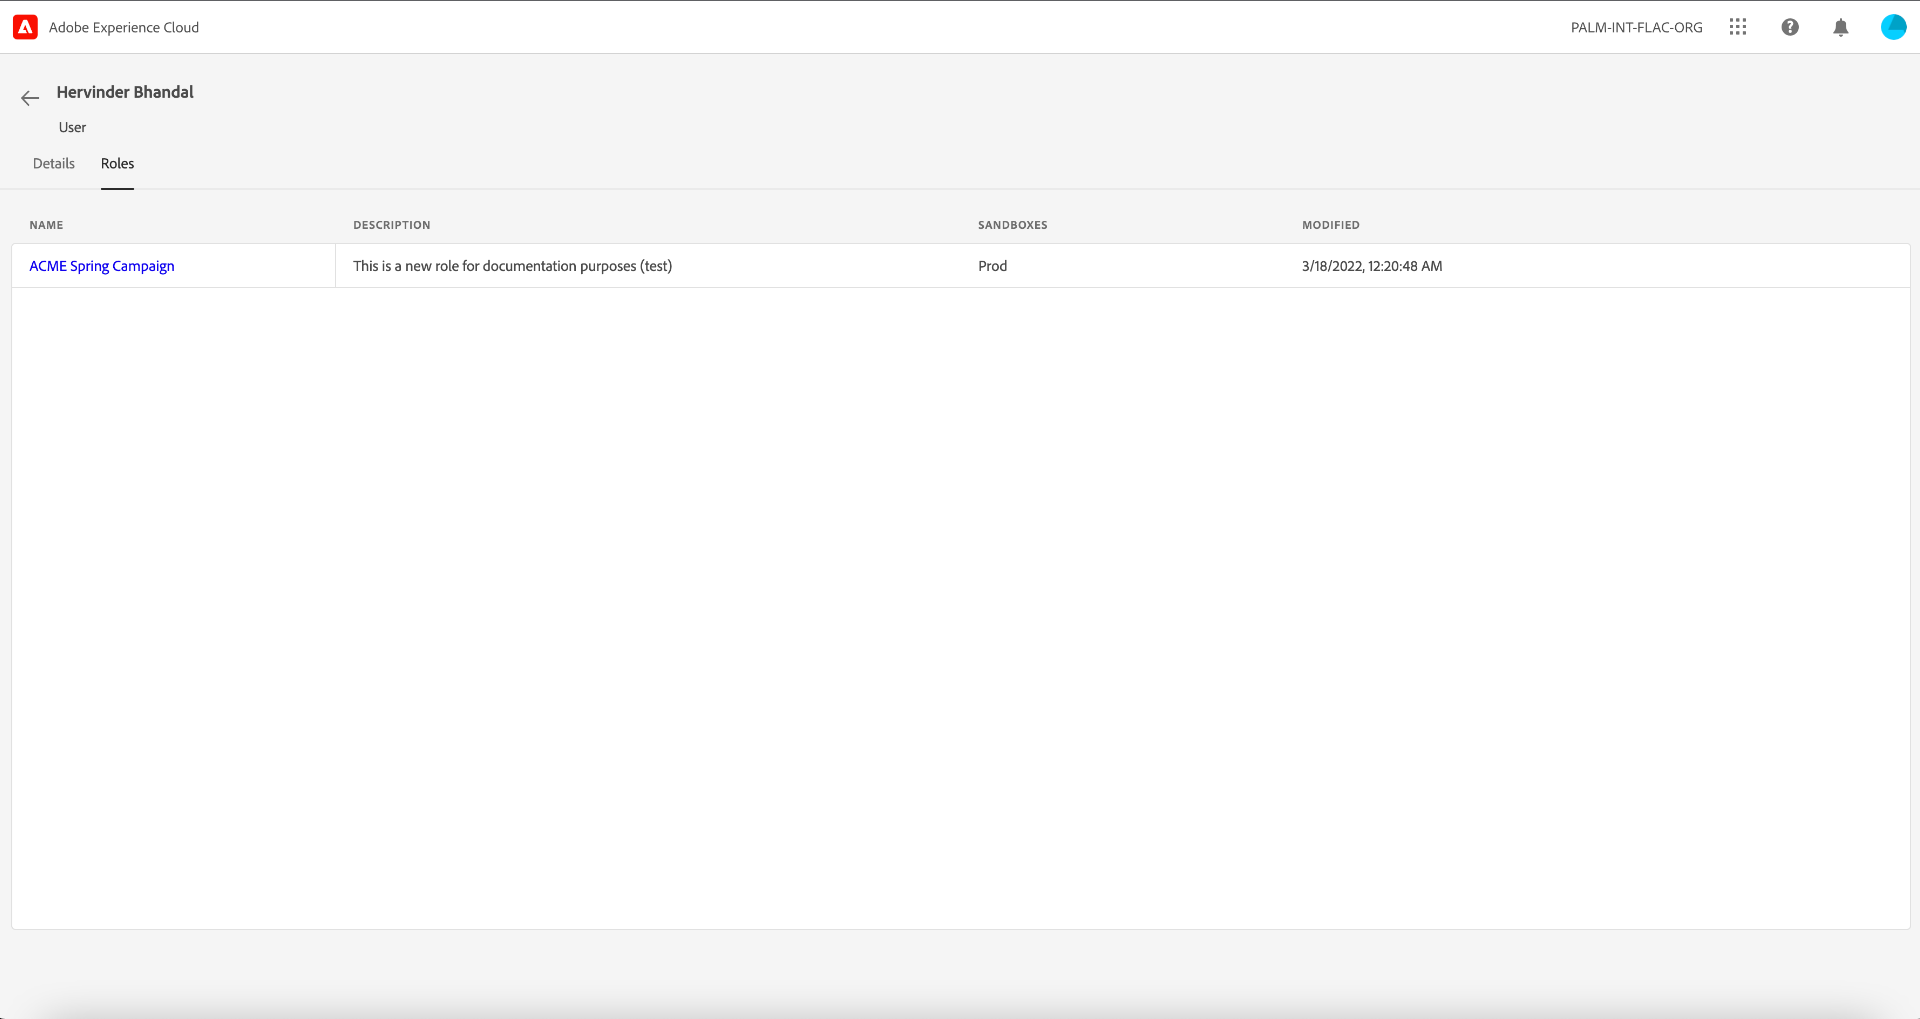 Adobe Experience Cloud
PALM-INT-FLAC-ORG
Hervinder Bhandal
User
Details Roles
NAME DESCRIPTION SANDBOXES MODIFIED
ACME Spring Campaign This is a new role for documentation purposes (test) Prod 3/18/2022, 12:20:48 AM